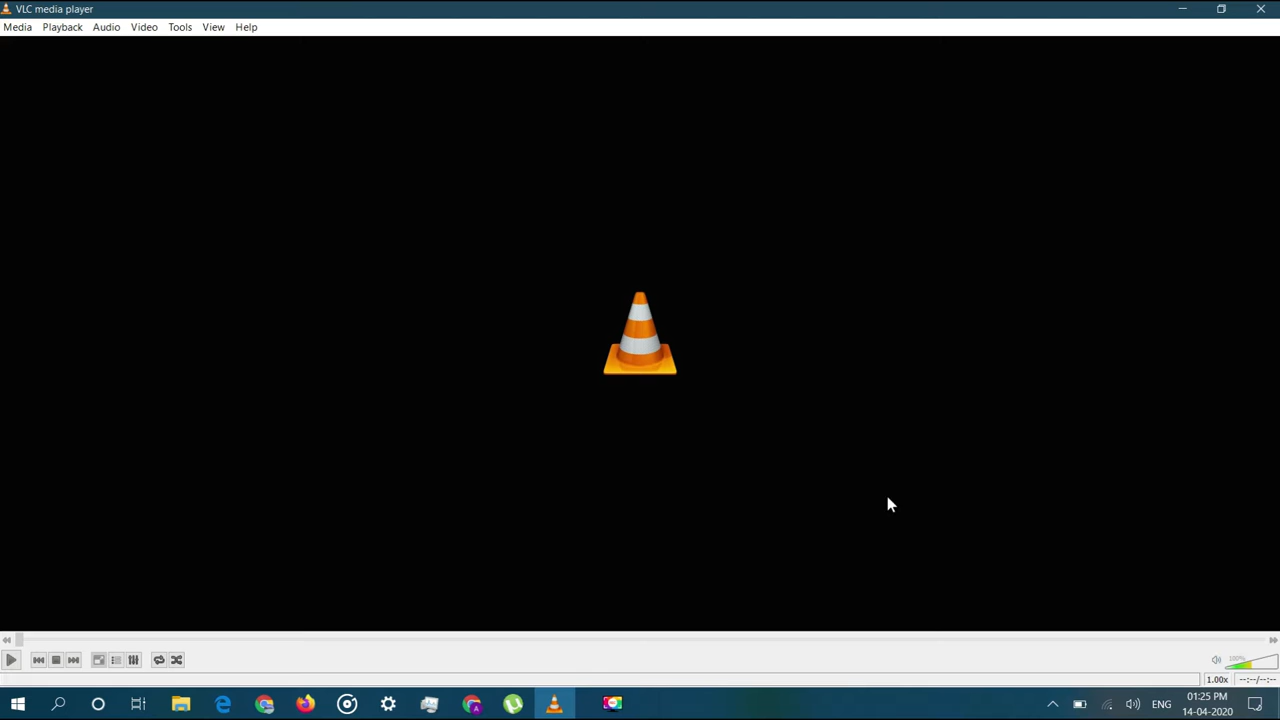 VLC media player
Media Playback Audio Video Tools View Help
100%
1.00x --:--/--:--
01:25 PM
ENG
14-04-2020